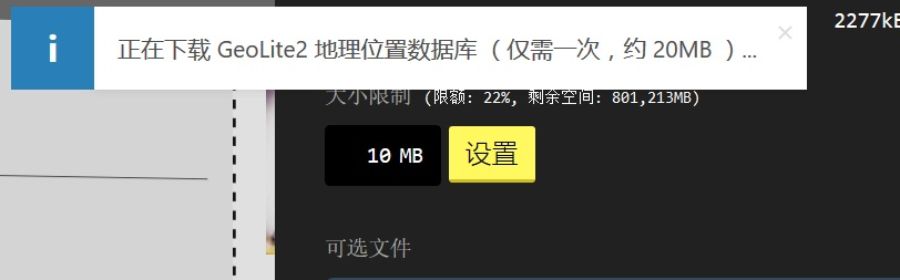 2277kB
i 正在下载 GeoLite2 地理位置数据库 （仅需一次，约 20MB ）...
大小限制 (限额: 22%, 剩余空间: 801,213MB)
10 MB 设置
可选文件